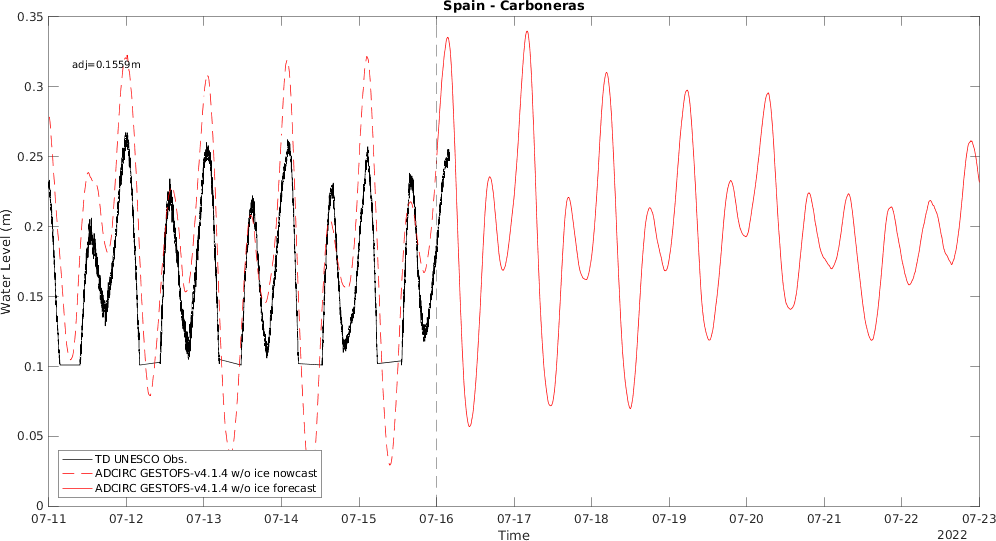 Spain - Carboneras
0.35
0.3
0.25
0.2
0.15
0.1
0.05
0
Water Level (m)
adj=0.1559m
TD UNESCO Obs.
ADCIRC GESTOFS-v4.1.4 w/o ice nowcast
ADCIRC GESTOFS-v4.1.4 w/o ice forecast
07-11 07-12 07-13 07-14 07-15 07-16 07-17 07-18 07-19 07-20 07-21 07-22 07-23
Time
2022